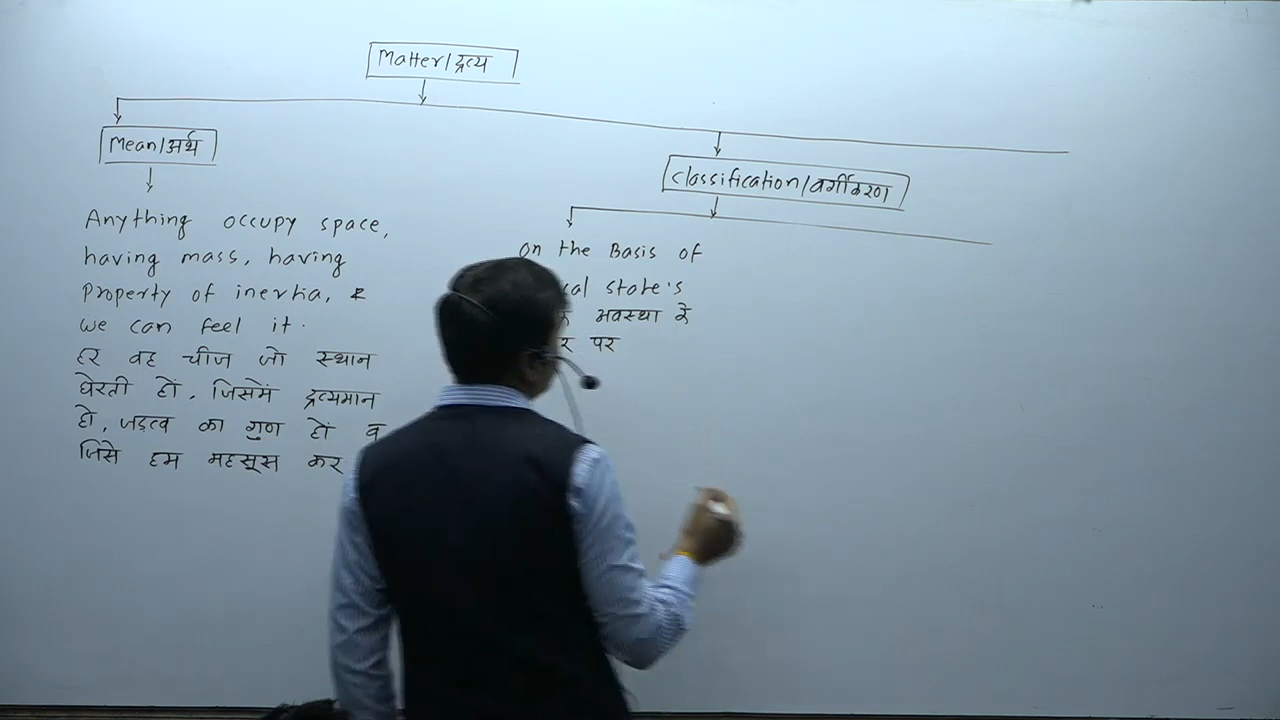 Matter/द्रव्य
Mean/अर्थ
Classification/वर्गीकरण
Anything occupy space,
having mass, having
Property of inertia, &
we can feel it.
हर वह चीज जो स्थान
घेरती हो, जिसमें द्रव्यमान
हो, जड़त्व का गुण हो व
जिसे हम महसूस कर
on the Basis of
state's
अवस्था के
पर